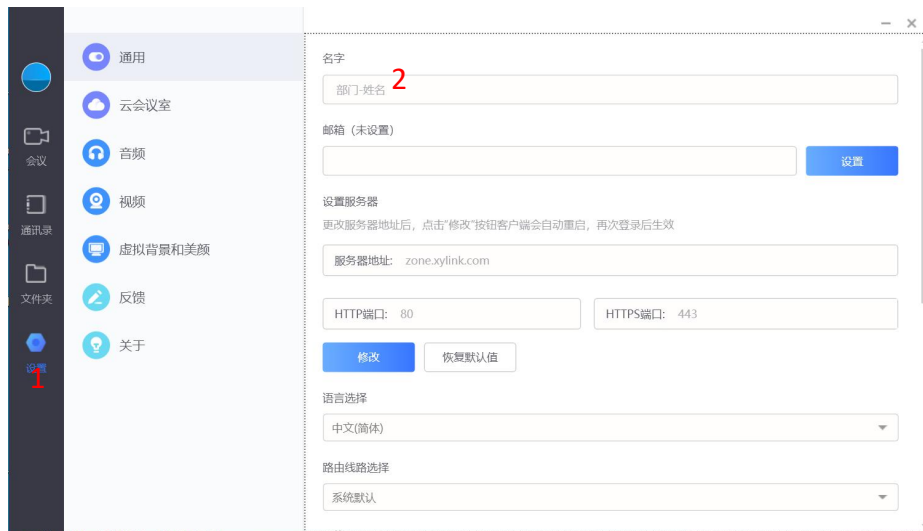 会议
通讯录
文件夹
设置
1
通用
云会议室
音频
视频
虚拟背景和美颜
反馈
关于
名字
部门-姓名
2
邮箱（未设置）
设置
设置服务器
更改服务器地址后，点击"修改"按钮客户端会自动重启，再次登录后生效
服务器地址: zone.xylink.com
HTTP端口: 80
HTTPS端口: 443
修改
恢复默认值
语言选择
中文(简体)
路由线路选择
系统默认